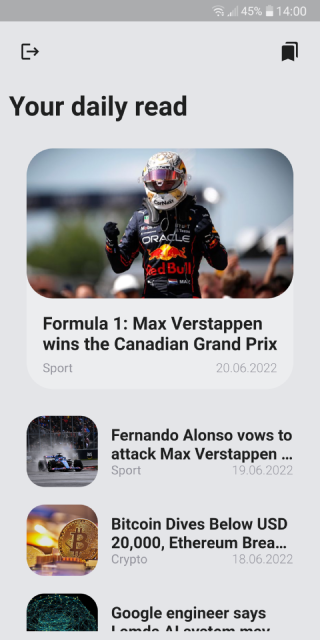 45% 14:00
Your daily read
ORACLE
Red Bull
Formula 1: Max Verstappen
wins the Canadian Grand Prix
Sport 20.06.2022
Fernando Alonso vows to
attack Max Verstappen ...
Sport 19.06.2022
Bitcoin Dives Below USD
20,000, Ethereum Brea...
Crypto 18.06.2022
Google engineer says